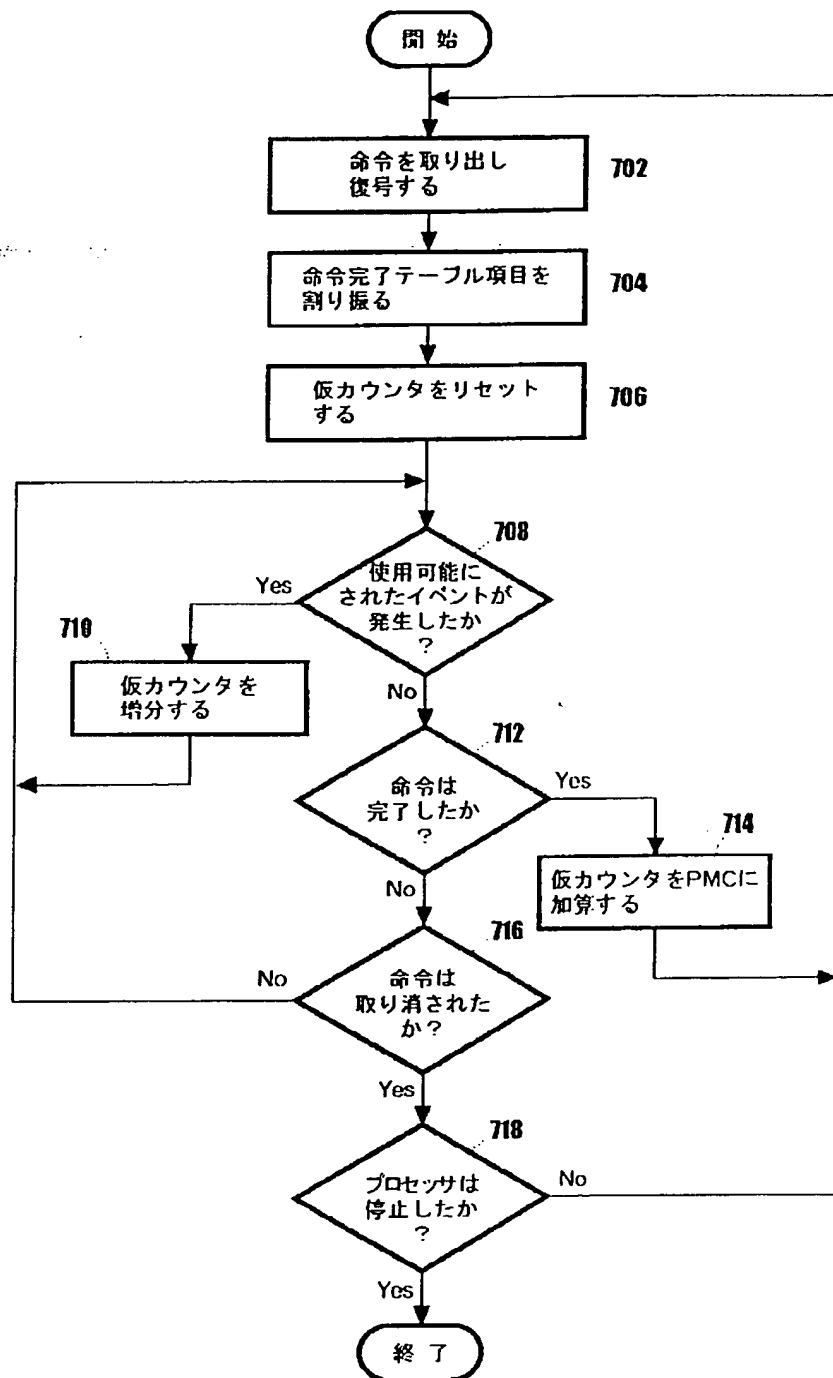 開始
命令を取り出し
復号する
702
命令完了テーブル項目を
割り振る
704
仮カウンタをリセット
する
706
708
使用可能に
されたイベントが
発生したか
?
Yes
No
710
仮カウンタを
増分する
712
命令は
完了したか
?
Yes
No
714
仮カウンタをPMCに
加算する
716
命令は
取り消された
か?
No
Yes
718
プロセッサは
停止したか
?
No
Yes
終了